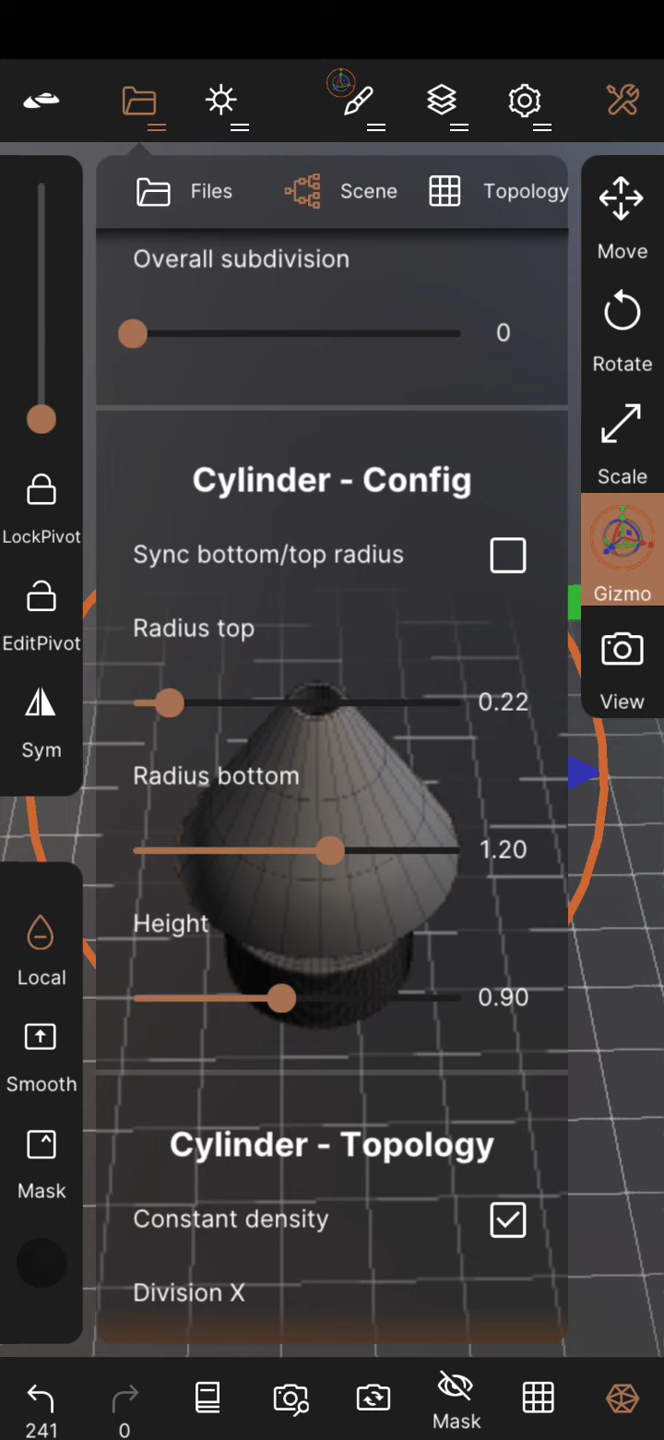 Files Scene Topology
Overall subdivision
0
Cylinder - Config
Sync bottom/top radius
Radius top
0.22
Radius bottom
1.20
Height
0.90
Cylinder - Topology
Constant density
Division X
LockPivot
EditPivot
Sym
Local
Smooth
Mask
Move
Rotate
Scale
Gizmo
View
241
0
Mask